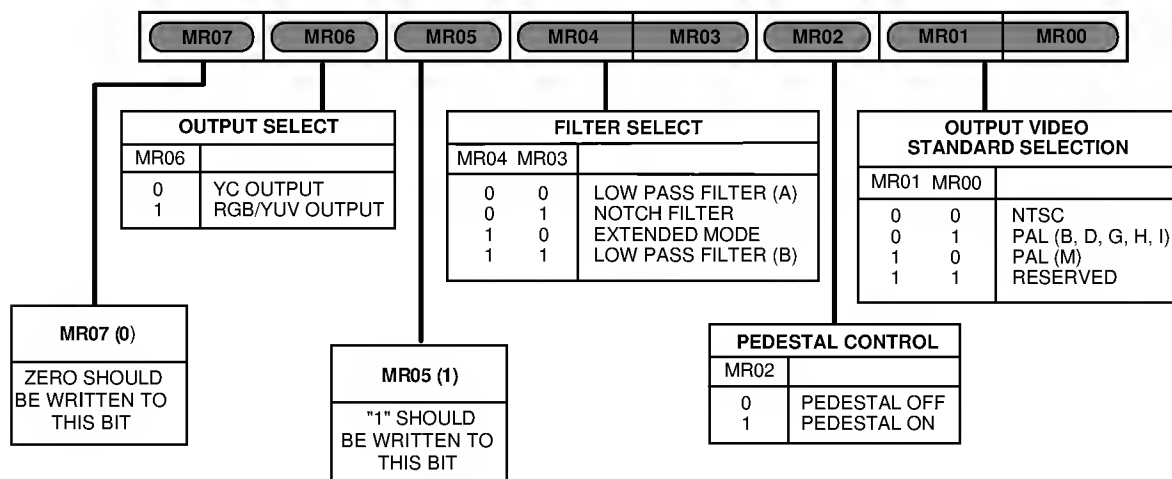 MR07 MR06 MR05 MR04 MR03 MR02 MR01 MR00
OUTPUT SELECT
MR06
0 YC OUTPUT
1 RGB/YUV OUTPUT
FILTER SELECT
MR04 MR03
0 0 LOW PASS FILTER (A)
0 1 NOTCH FILTER
1 0 EXTENDED MODE
1 1 LOW PASS FILTER (B)
OUTPUT VIDEO
STANDARD SELECTION
MR01 MR00
0 0 NTSC
0 1 PAL (B, D, G, H, I)
1 0 PAL (M)
1 1 RESERVED
MR07 (0)
ZERO SHOULD
BE WRITTEN TO
THIS BIT
MR05 (1)
"1" SHOULD
BE WRITTEN TO
THIS BIT
PEDESTAL CONTROL
MR02
0 PEDESTAL OFF
1 PEDESTAL ON